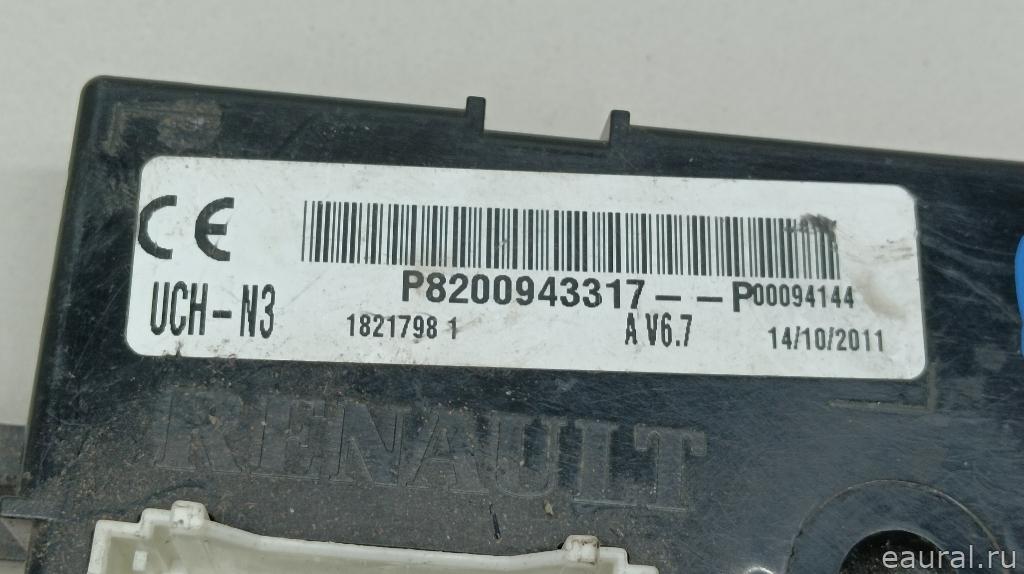 CE
P8200943317--P00094144
UCH-N3
1821798 1 A V6.7 14/10/2011
RENAULT
eaural.ru